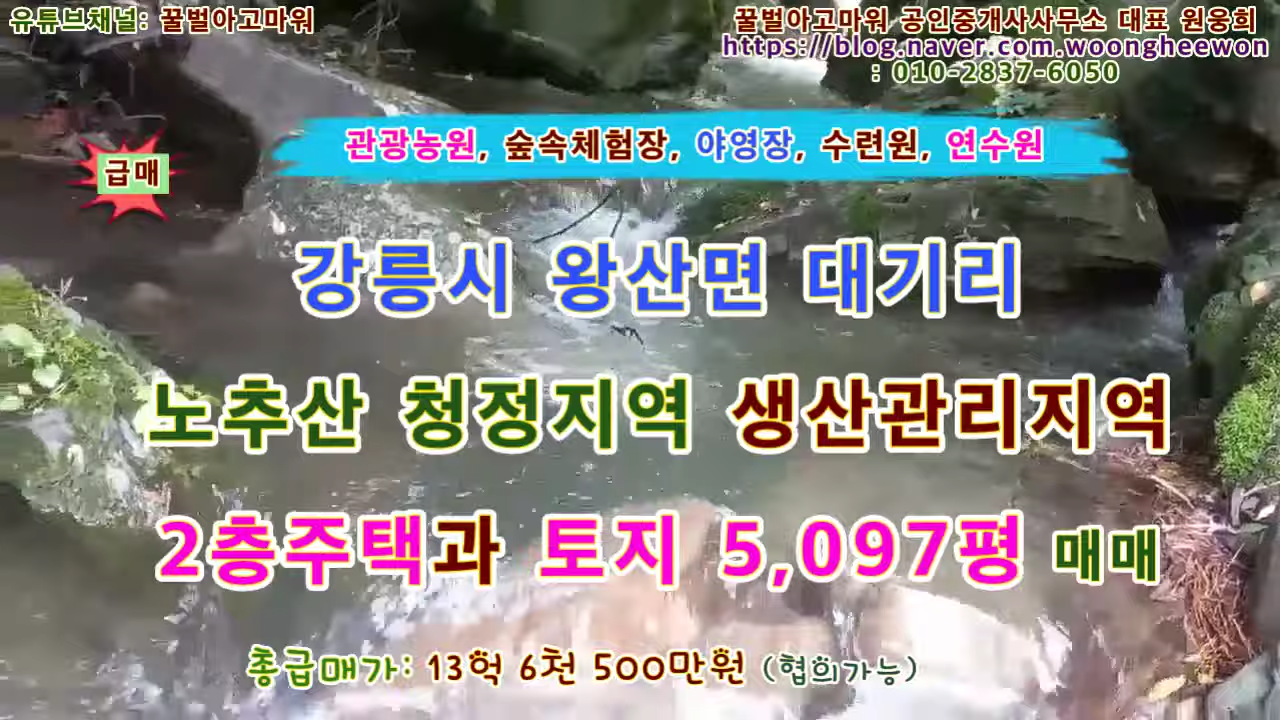 유튜브채널: 꿀벌아고마워
꿀벌아고마워 공인중개사사무소 대표 원웅희
https://blog.naver.com.woongheewon
: 010-2837-6050
관광농원, 숲속체험장, 야영장, 수련원, 연수원
급매
강릉시 왕산면 대기리
노추산 청정지역 생산관리지역
2층주택과 토지 5,097평 매매
총급매가: 13억 6천 500만원 (협의가능)